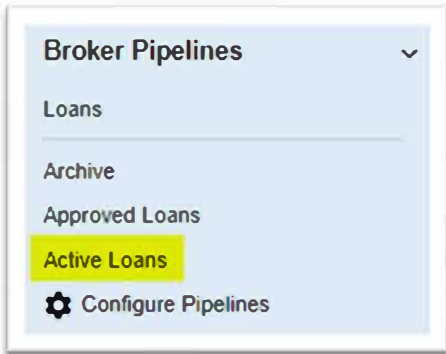 Broker Pipelines
Loans
Archive
Approved Loans
Active Loans
Configure Pipelines